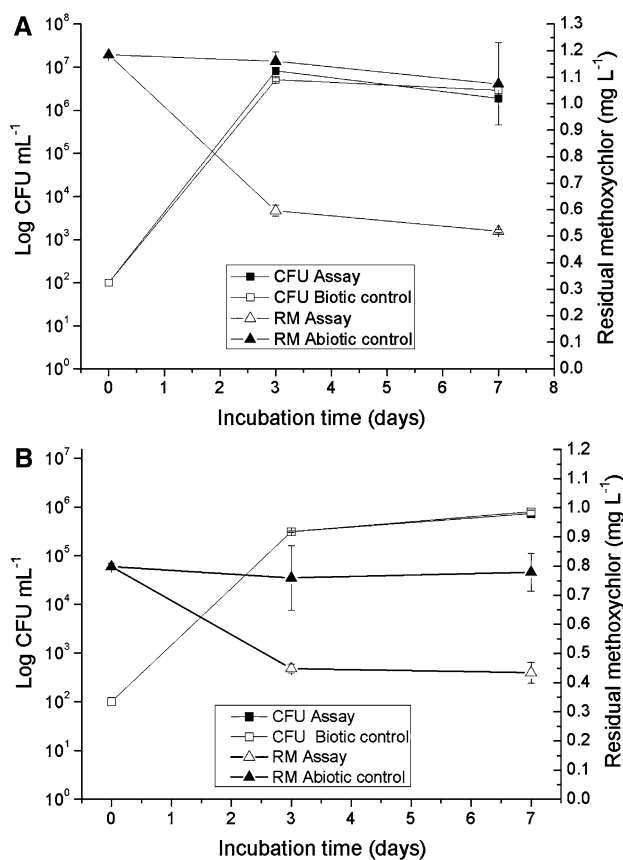 A
10^8
10^7
10^6
10^5
10^4
10^3
10^2
10^1
10^0
Log CFU mL^-1
1.3
1.2
1.1
1.0
0.9
0.8
0.7
0.6
0.5
0.4
0.3
0.2
0.1
0.0
Residual methoxychlor (mg L^-1)
CFU Assay
CFU Biotic control
RM Assay
RM Abiotic control
0 1 2 3 4 5 6 7 8
Incubation time (days)
B
10^7
10^6
10^5
10^4
10^3
10^2
10^1
10^0
Log CFU mL^-1
1.2
1.1
1.0
0.9
0.8
0.7
0.6
0.5
0.4
0.3
0.2
0.1
0.0
Residual methoxychlor (mg L^-1)
CFU Assay
CFU Biotic control
RM Assay
RM Abiotic control
0 1 2 3 4 5 6 7
Incubation time (days)